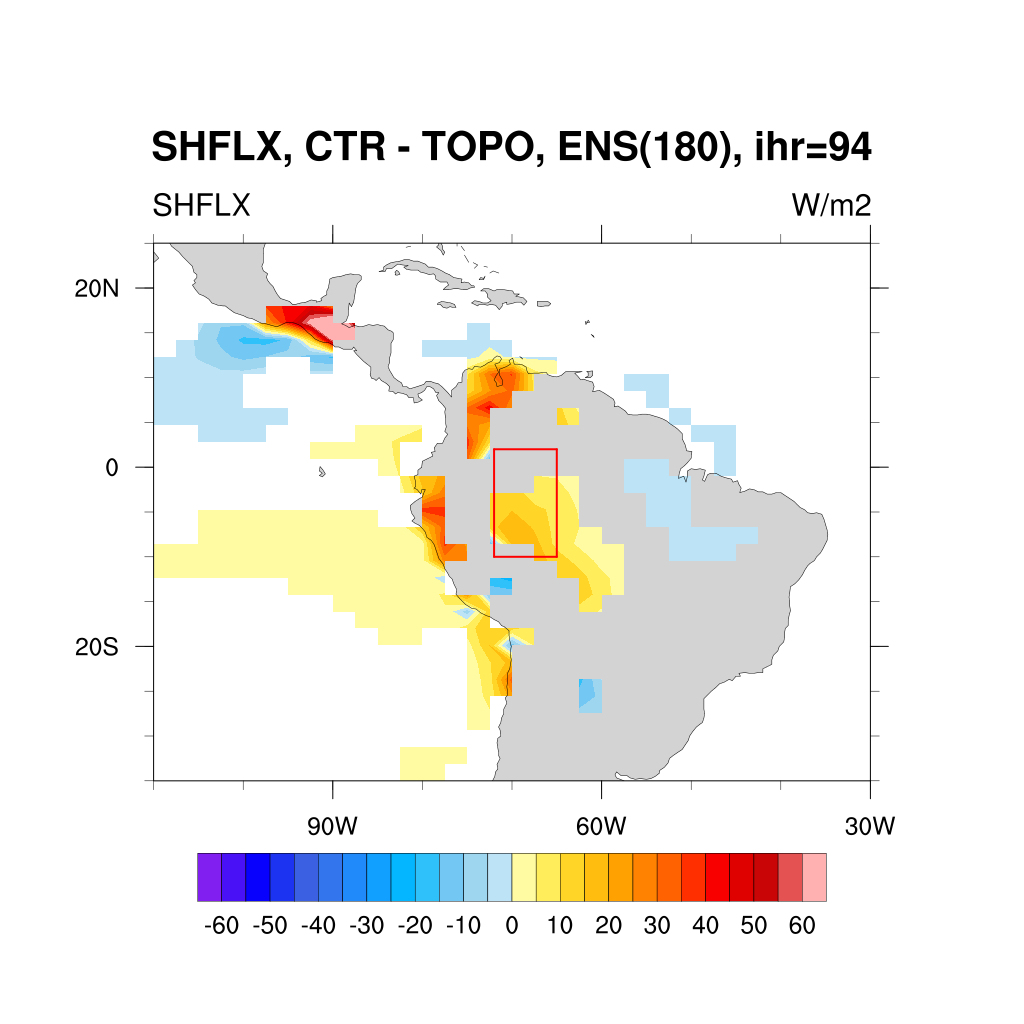 SHFLX, CTR - TOPO, ENS(180), ihr=94
SHFLX W/m2
20N
0
20S
90W 60W 30W
-60 -50 -40 -30 -20 -10 0 10 20 30 40 50 60